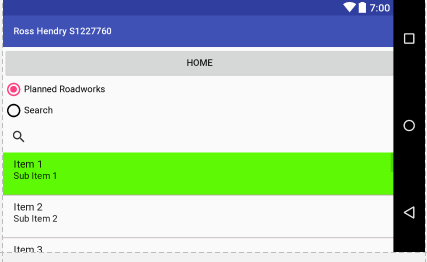 7:00
Ross Hendry S1227760
HOME
Planned Roadworks
Search
Item 1
Sub Item 1
Item 2
Sub Item 2
Item 3